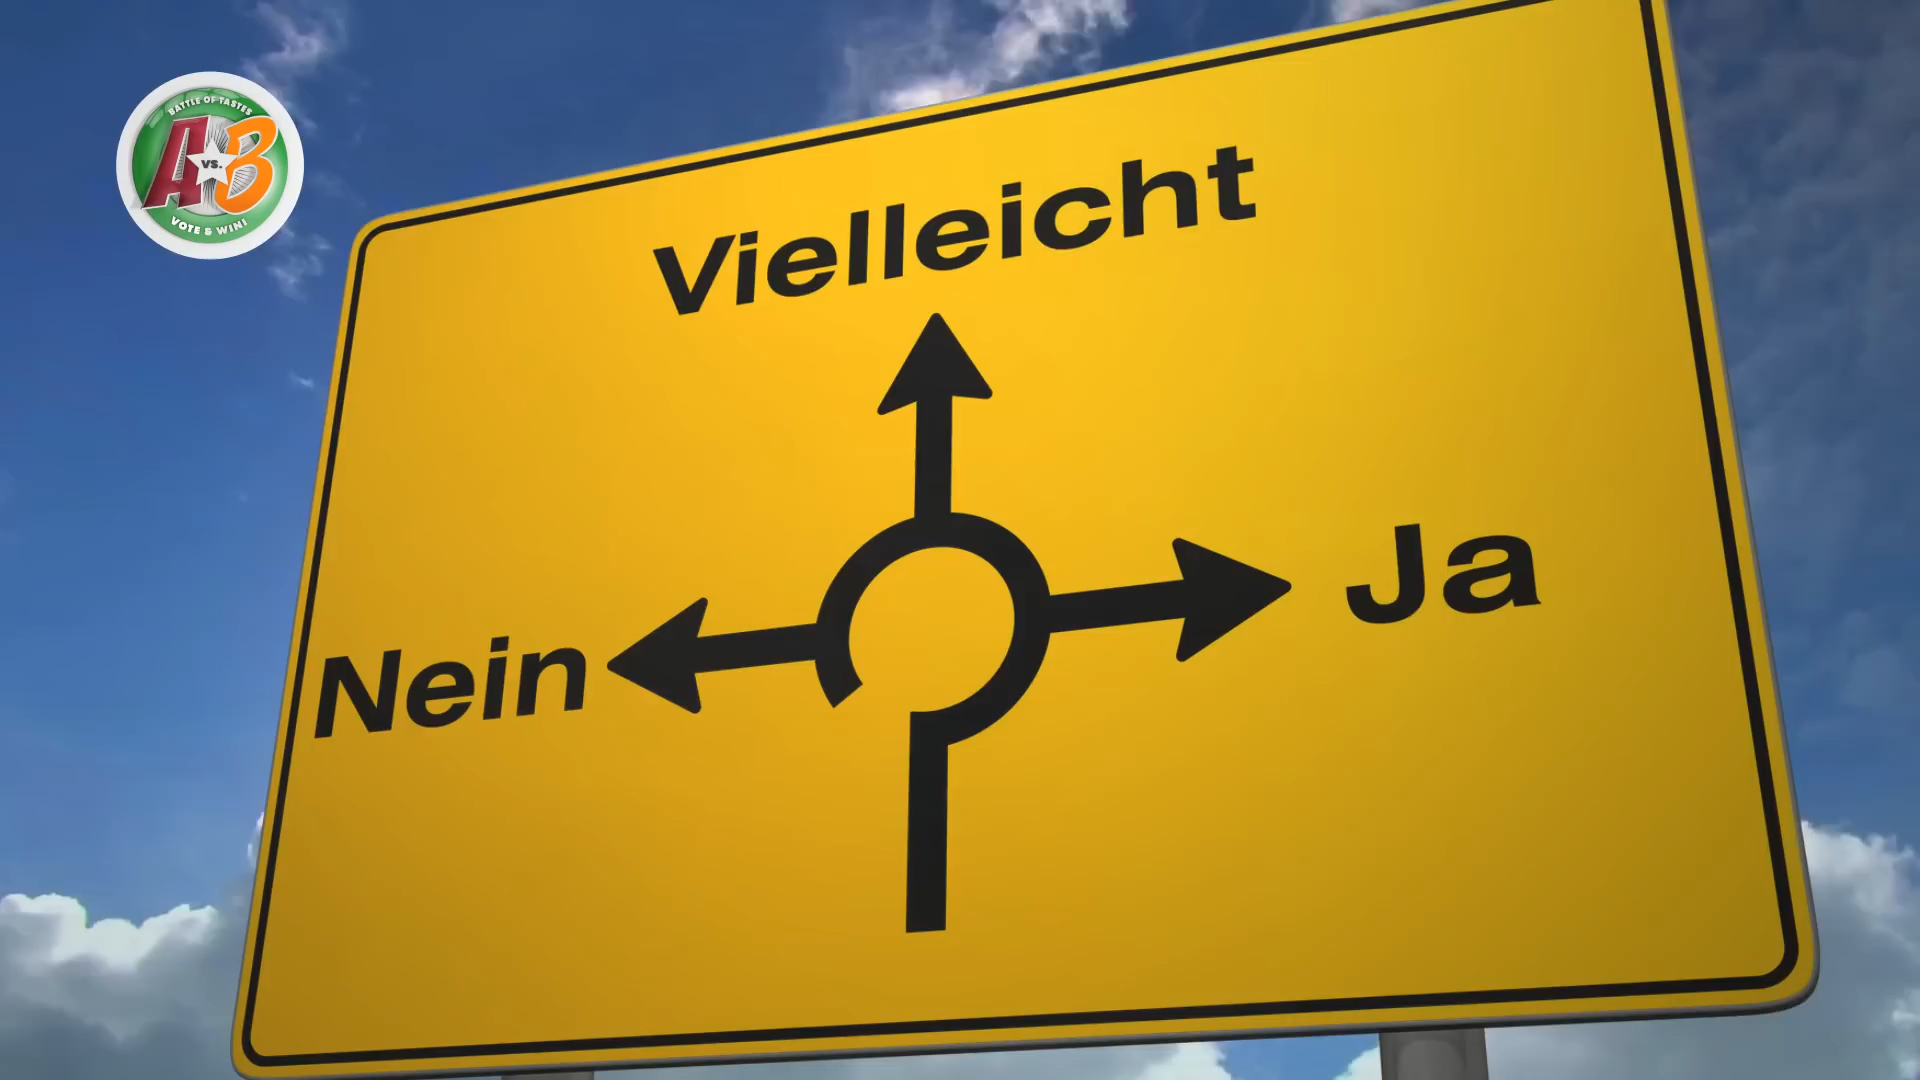 BATTLE OF TASTES
A VS. B
VOTE & WIN!
Vielleicht
Ja
Nein